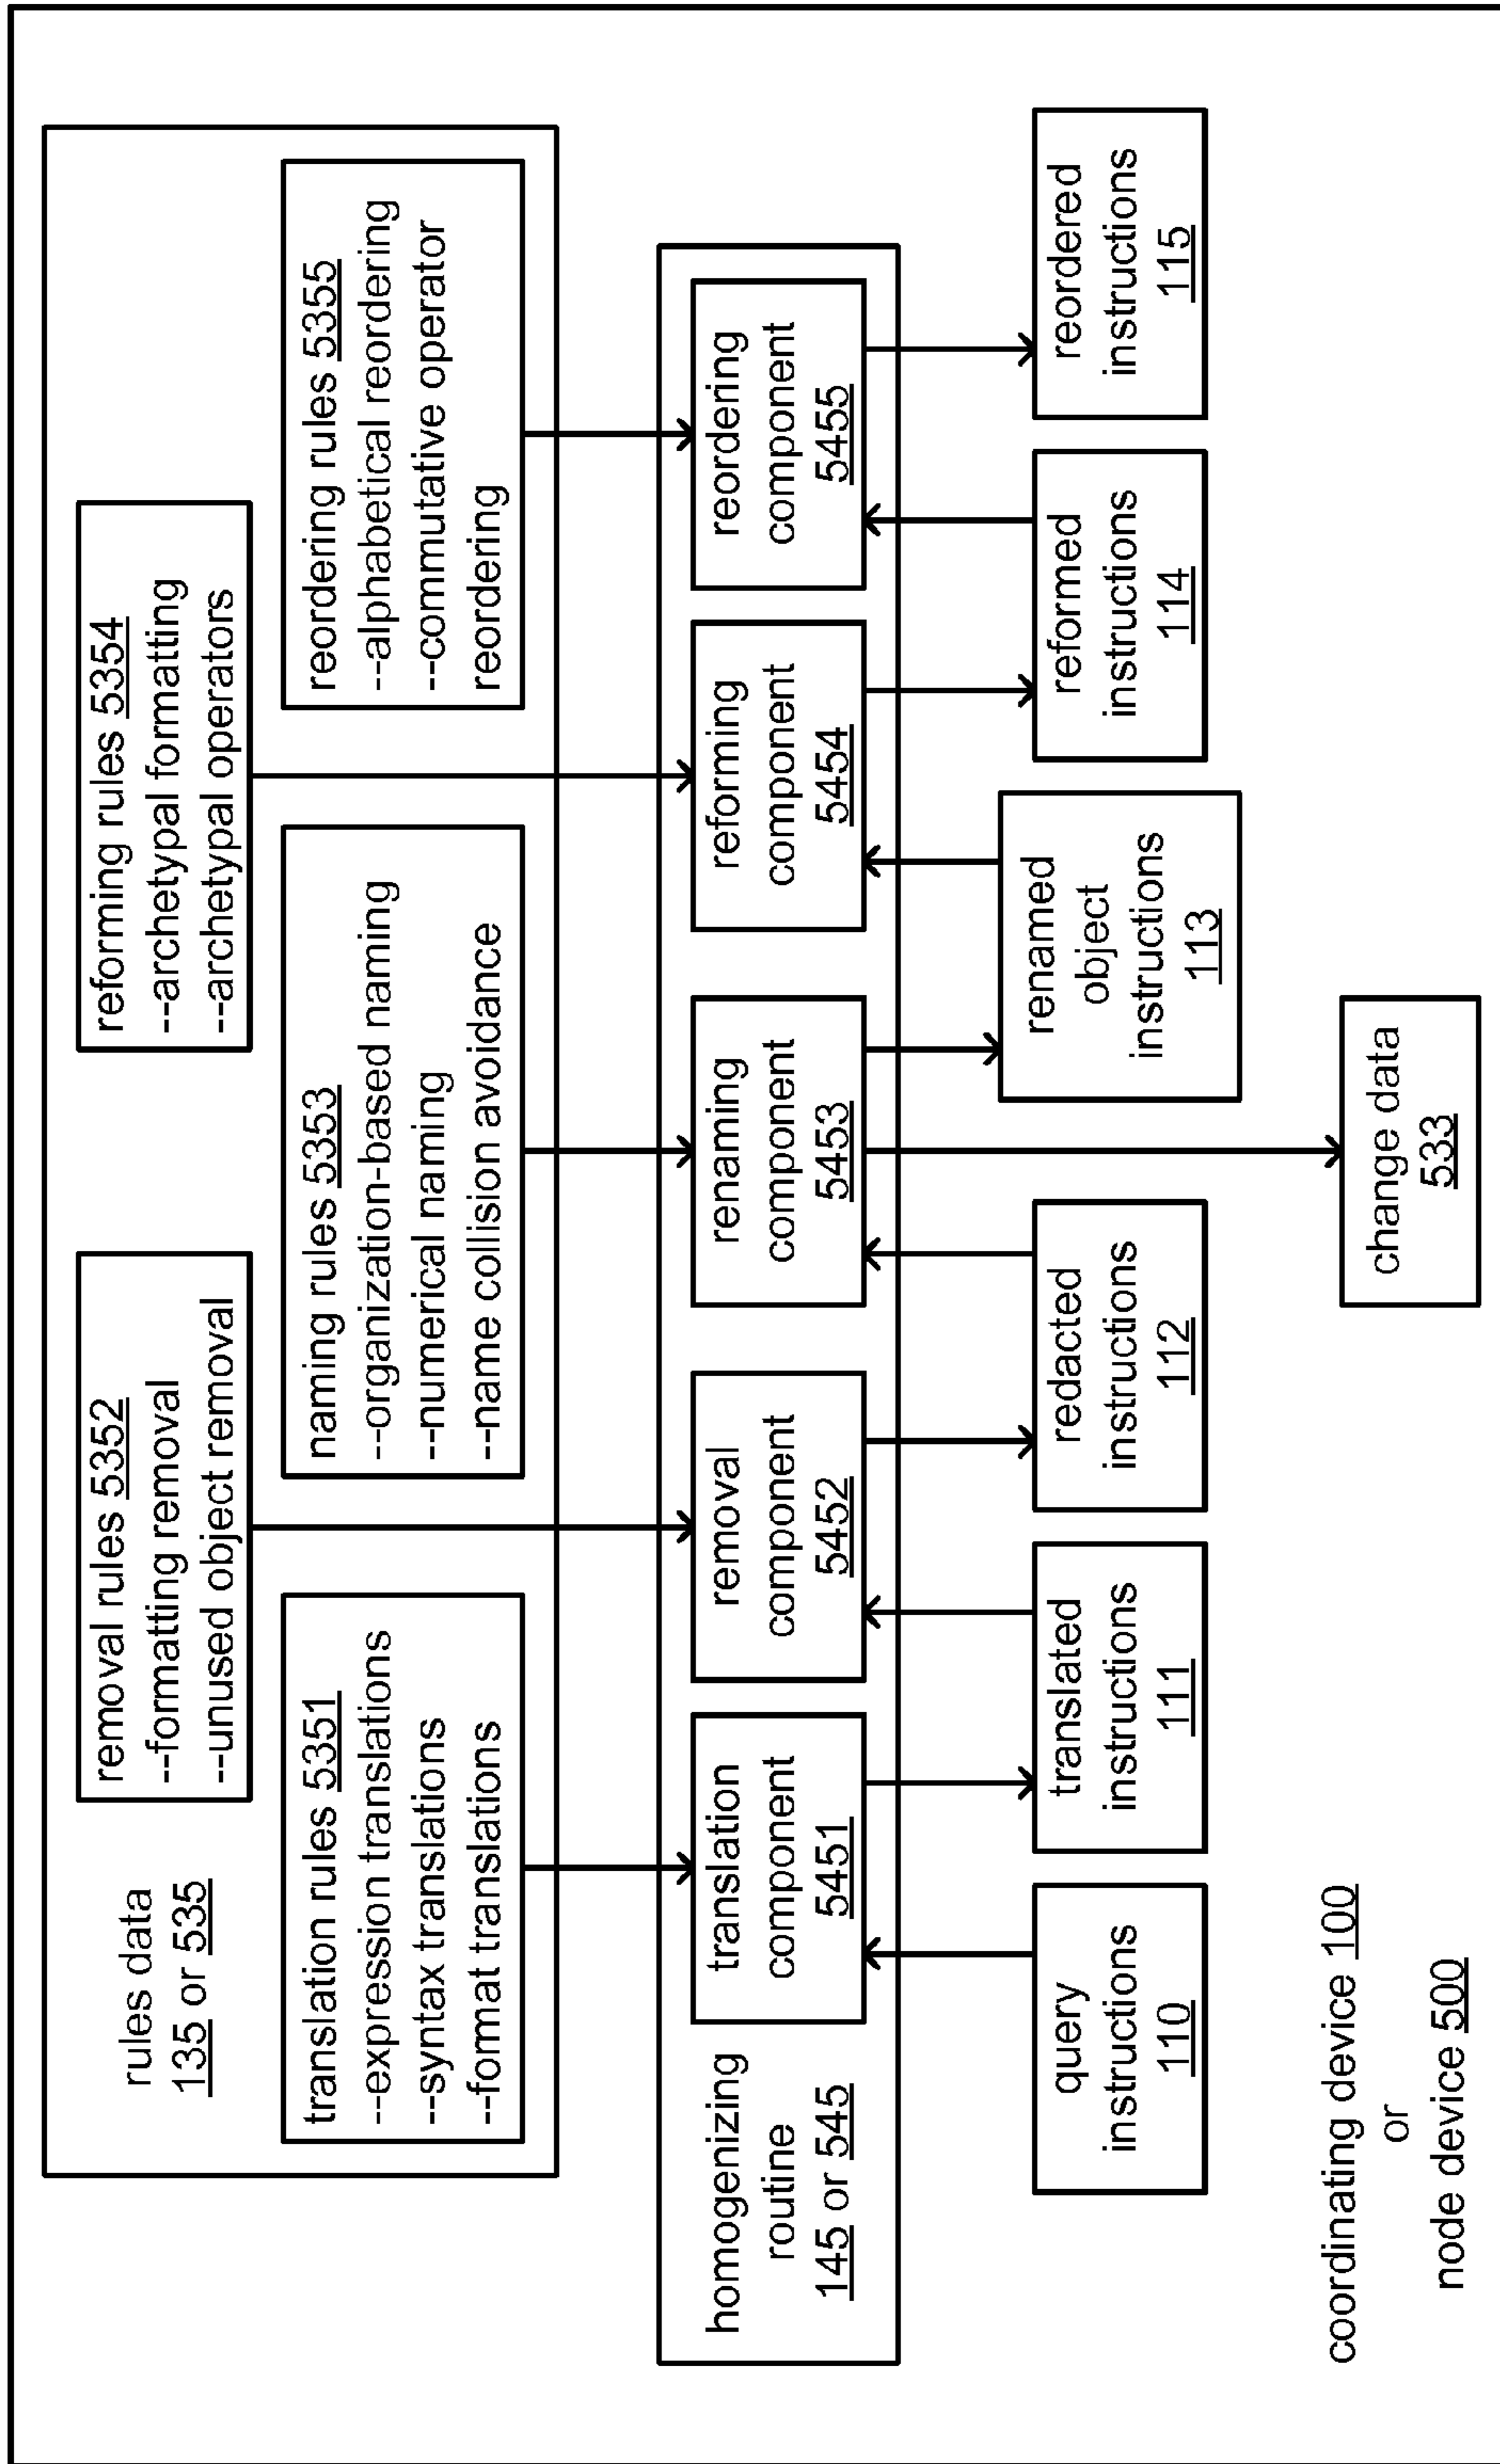 rules data
135 or 535
removal rules 5352
--formatting removal
--unused object removal
reforming rules 5354
--archetypal formatting
--archetypal operators
translation rules 5351
--expression translations
--syntax translations
--format translations
naming rules 5353
--organization-based naming
--numerical naming
--name collision avoidance
reordering rules 5355
--alphabetical reordering
--commutative operator
reordering
homogenizing
routine
145 or 545
translation
component
5451
removal
component
5452
renaming
component
5453
reforming
component
5454
reordering
component
5455
query
instructions
110
translated
instructions
111
redacted
instructions
112
renamed
object
instructions
113
reformed
instructions
114
reordered
instructions
115
change data
533
coordinating device 100
or
node device 500